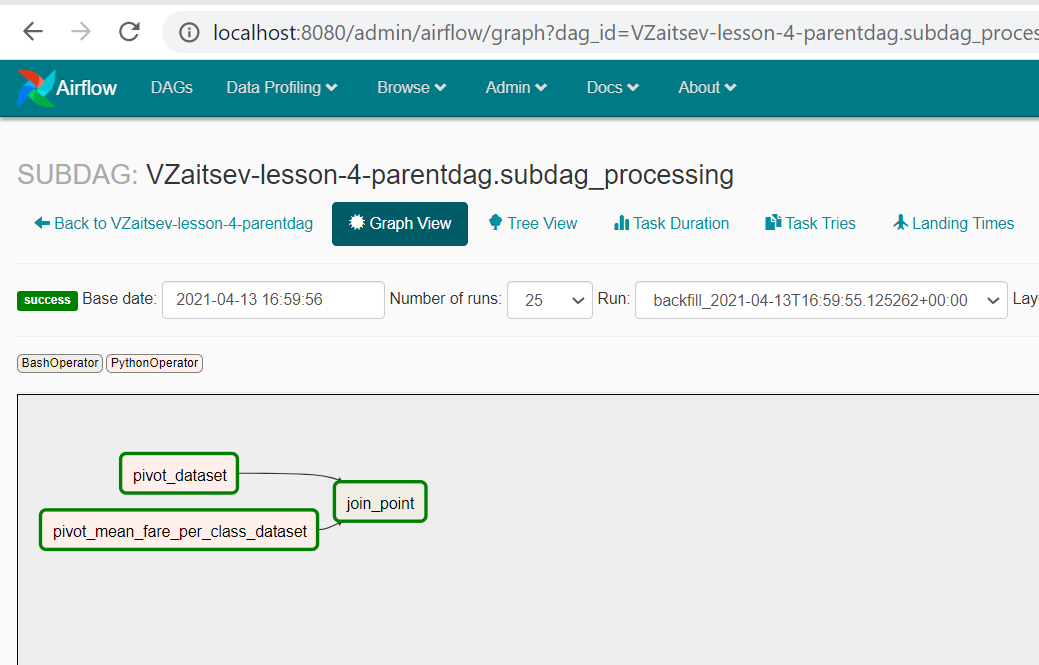 localhost:8080/admin/airflow/graph?dag_id=VZaitsev-lesson-4-parentdag.subdag_proces
Airflow DAGs Data Profiling Browse Admin Docs About
SUBDAG: VZaitsev-lesson-4-parentdag.subdag_processing
Back to VZaitsev-lesson-4-parentdag Graph View Tree View Task Duration Task Tries Landing Times
success Base date: 2021-04-13 16:59:56 Number of runs: 25 Run: backfill_2021-04-13T16:59:55.125262+00:00 Lay
BashOperator PythonOperator
pivot_dataset
join_point
pivot_mean_fare_per_class_dataset